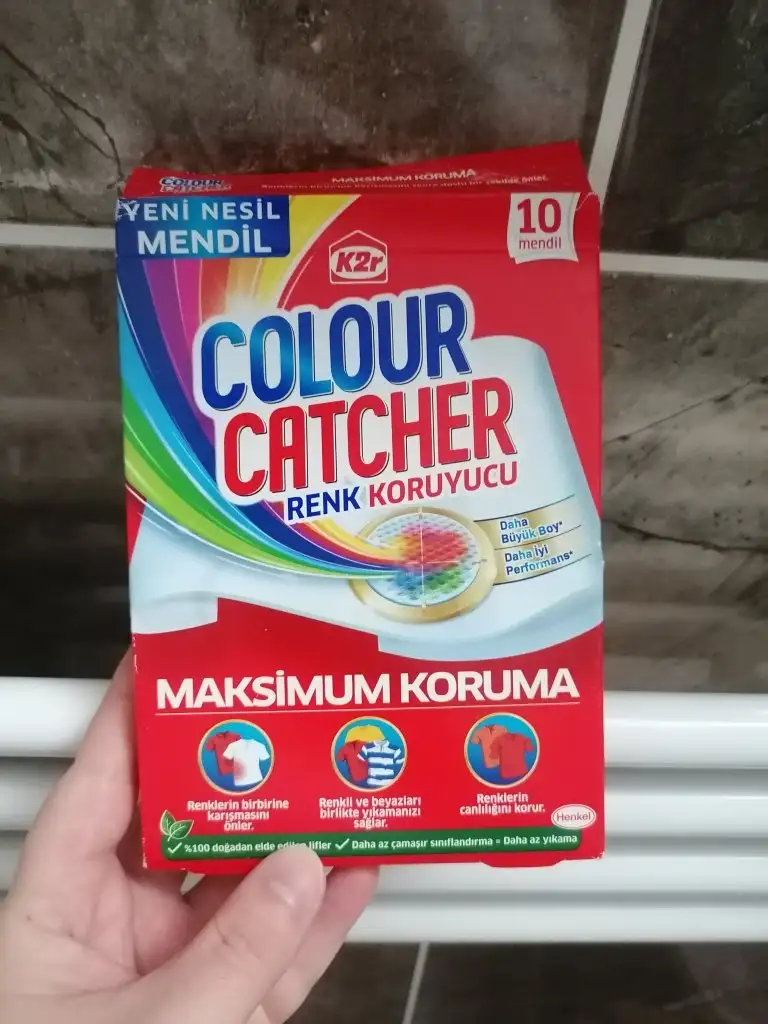 COLOUR
CATCHER
MAKSİMUM KORUMA
YENİ NESİL
MENDİL
10
mendil
K2r
COLOUR
CATCHER
RENK KORUYUCU
Daha
Büyük Boy*
Daha İyi
Performans*
MAKSİMUM KORUMA
Renklerin birbirine
karışmasını
önler.
Renkli ve beyazları
birlikte yıkamanızı
sağlar.
Renklerin
canlılığını korur.
Henkel
%100 doğadan elde edilen lifler
Daha az çamaşır sınıflandırma = Daha az yıkama